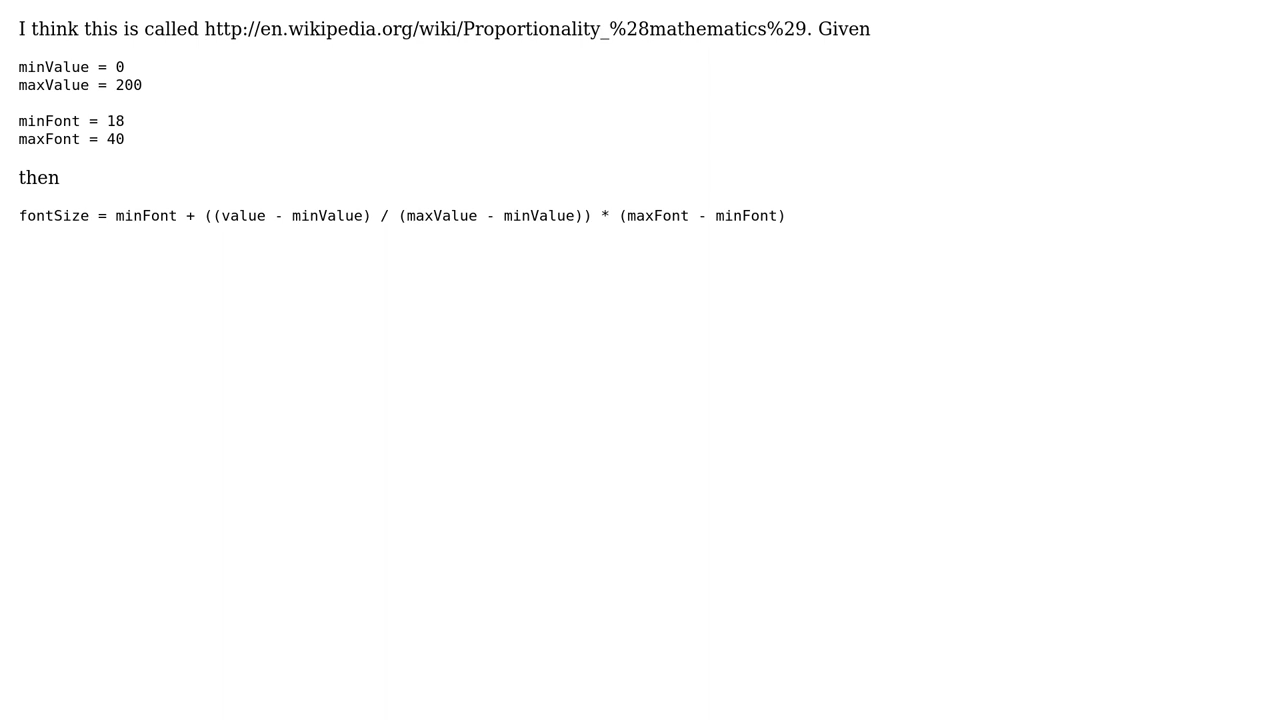 I think this is called http://en.wikipedia.org/wiki/Proportionality_%28mathematics%29. Given
minValue = 0
maxValue = 200
minFont = 18
maxFont = 40
then
fontSize = minFont + ((value - minValue) / (maxValue - minValue)) * (maxFont - minFont)